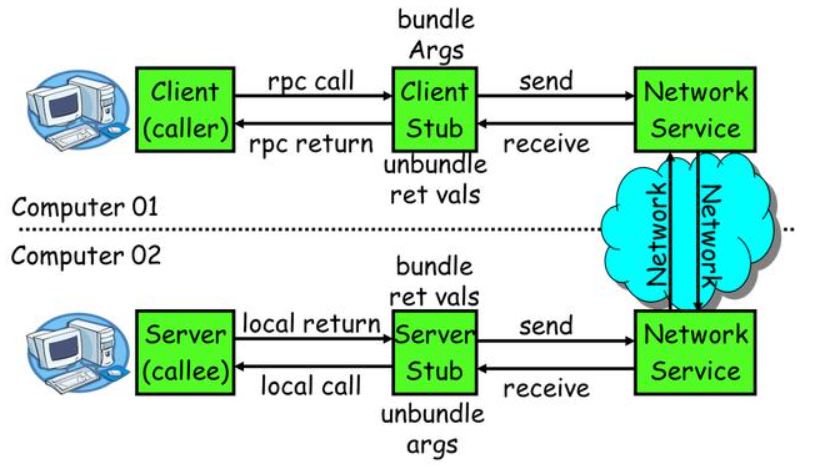 bundle
Args
Client
(caller)
rpc call
rpc return
Client
Stub
send
receive
Network
Service
unbundle
ret vals
Computer 01
Network
Network
Computer 02
bundle
ret vals
Server
(callee)
local return
local call
Server
Stub
send
receive
Network
Service
unbundle
args